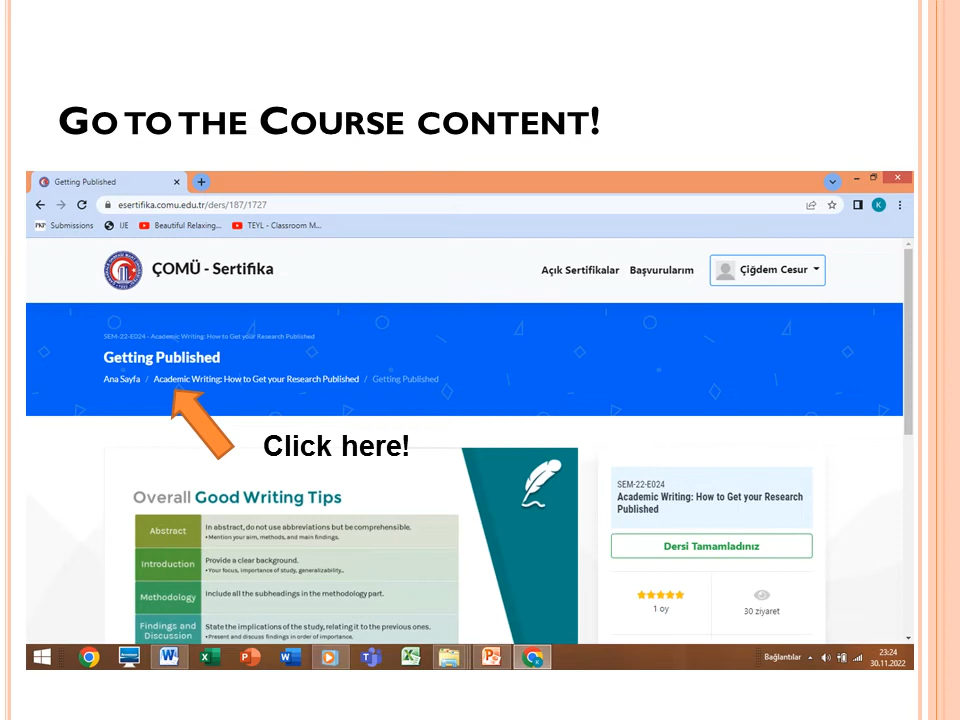 GO TO THE COURSE CONTENT!
Getting Published
esertifika.comu.edu.tr/ders/187/1727
K
PKP Submissions UE Beautiful Relaxing... TEYL - Classroom M...
ÇOMÜ - Sertifika
Açık Sertifikalar Başvurularım Çiğdem Cesur
SEM-22-E024 - Academic Writing: How to Get your Research Published
Getting Published
Ana Sayfa / Academic Writing: How to Get your Research Published / Getting Published
Click here!
Overall Good Writing Tips
Abstract
In abstract, do not use abbreviations but be comprehensible.
•Mention your aim, methods, and main findings.
Introduction
Provide a clear background.
•Your focus, importance of study, generalizability..
Methodology
Include all the subheadings in the methodology part.
Findings and
Discussion
State the implications of the study, relating it to the previous ones.
•Present and discuss findings in order of importance.
SEM-22-E024
Academic Writing: How to Get your Research
Published
Dersi Tamamladınız
1 oy
30 ziyaret
Bağlantılar
23:24
30.11.2022